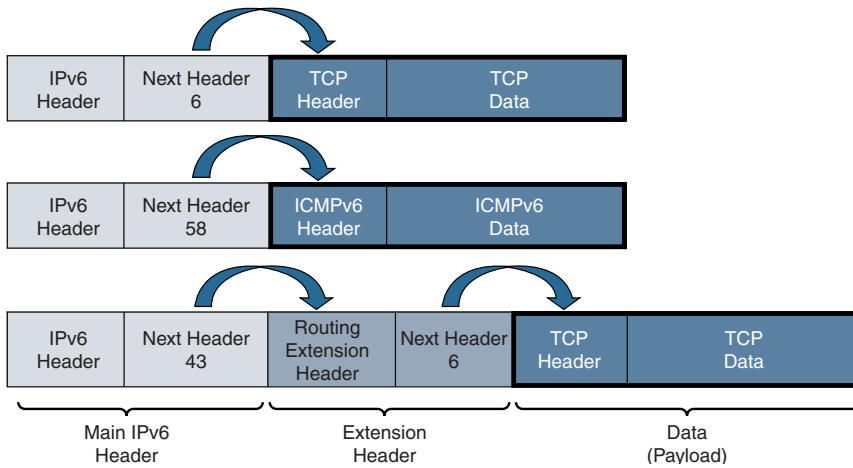 IPv6 Header
Next Header 6
TCP Header
TCP Data
IPv6 Header
Next Header 58
ICMPv6 Header
ICMPv6 Data
IPv6 Header
Next Header 43
Routing Extension Header
Next Header 6
TCP Header
TCP Data
Main IPv6 Header
Extension Header
Data (Payload)